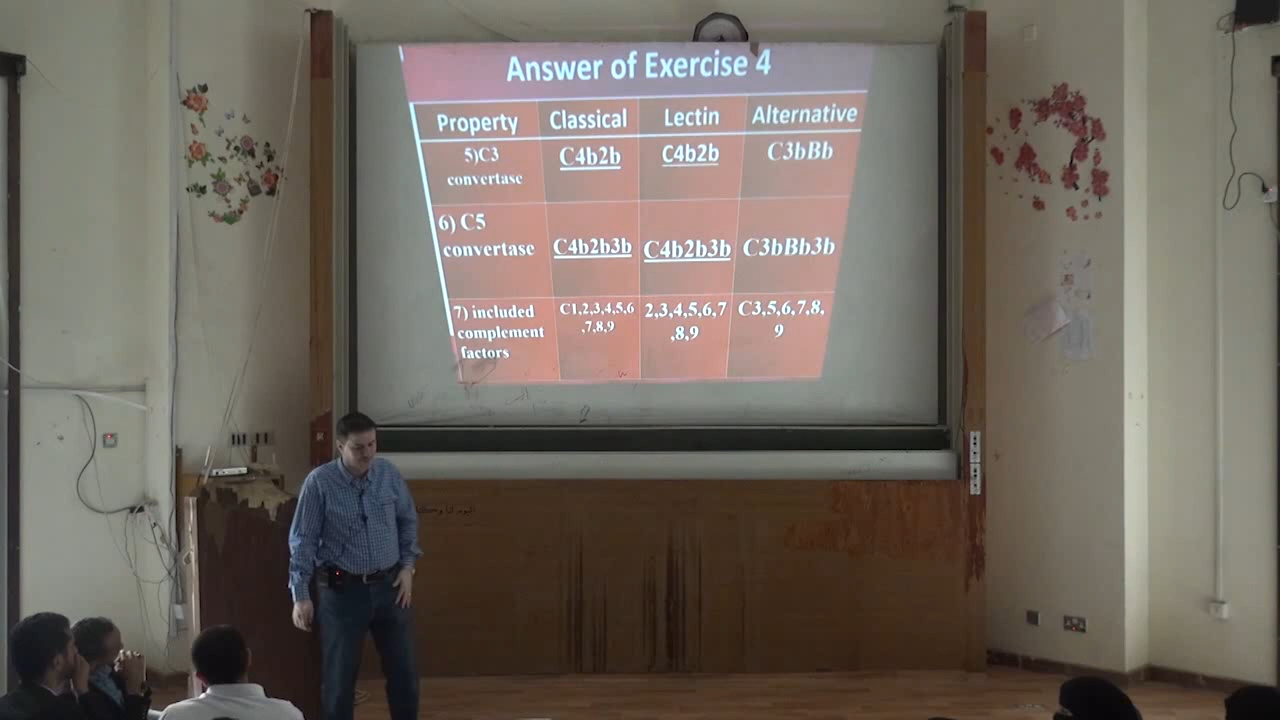 Answer of Exercise 4
Property Classical Lectin Alternative
5)C3
convertase
C4b2b
C4b2b
C3bBb
6) C5
convertase
C4b2b3b
C4b2b3b
C3bBb3b
7) included
complement
factors
C1,2,3,4,5,6
,7,8,9
2,3,4,5,6,7
,8,9
C3,5,6,7,8,
9